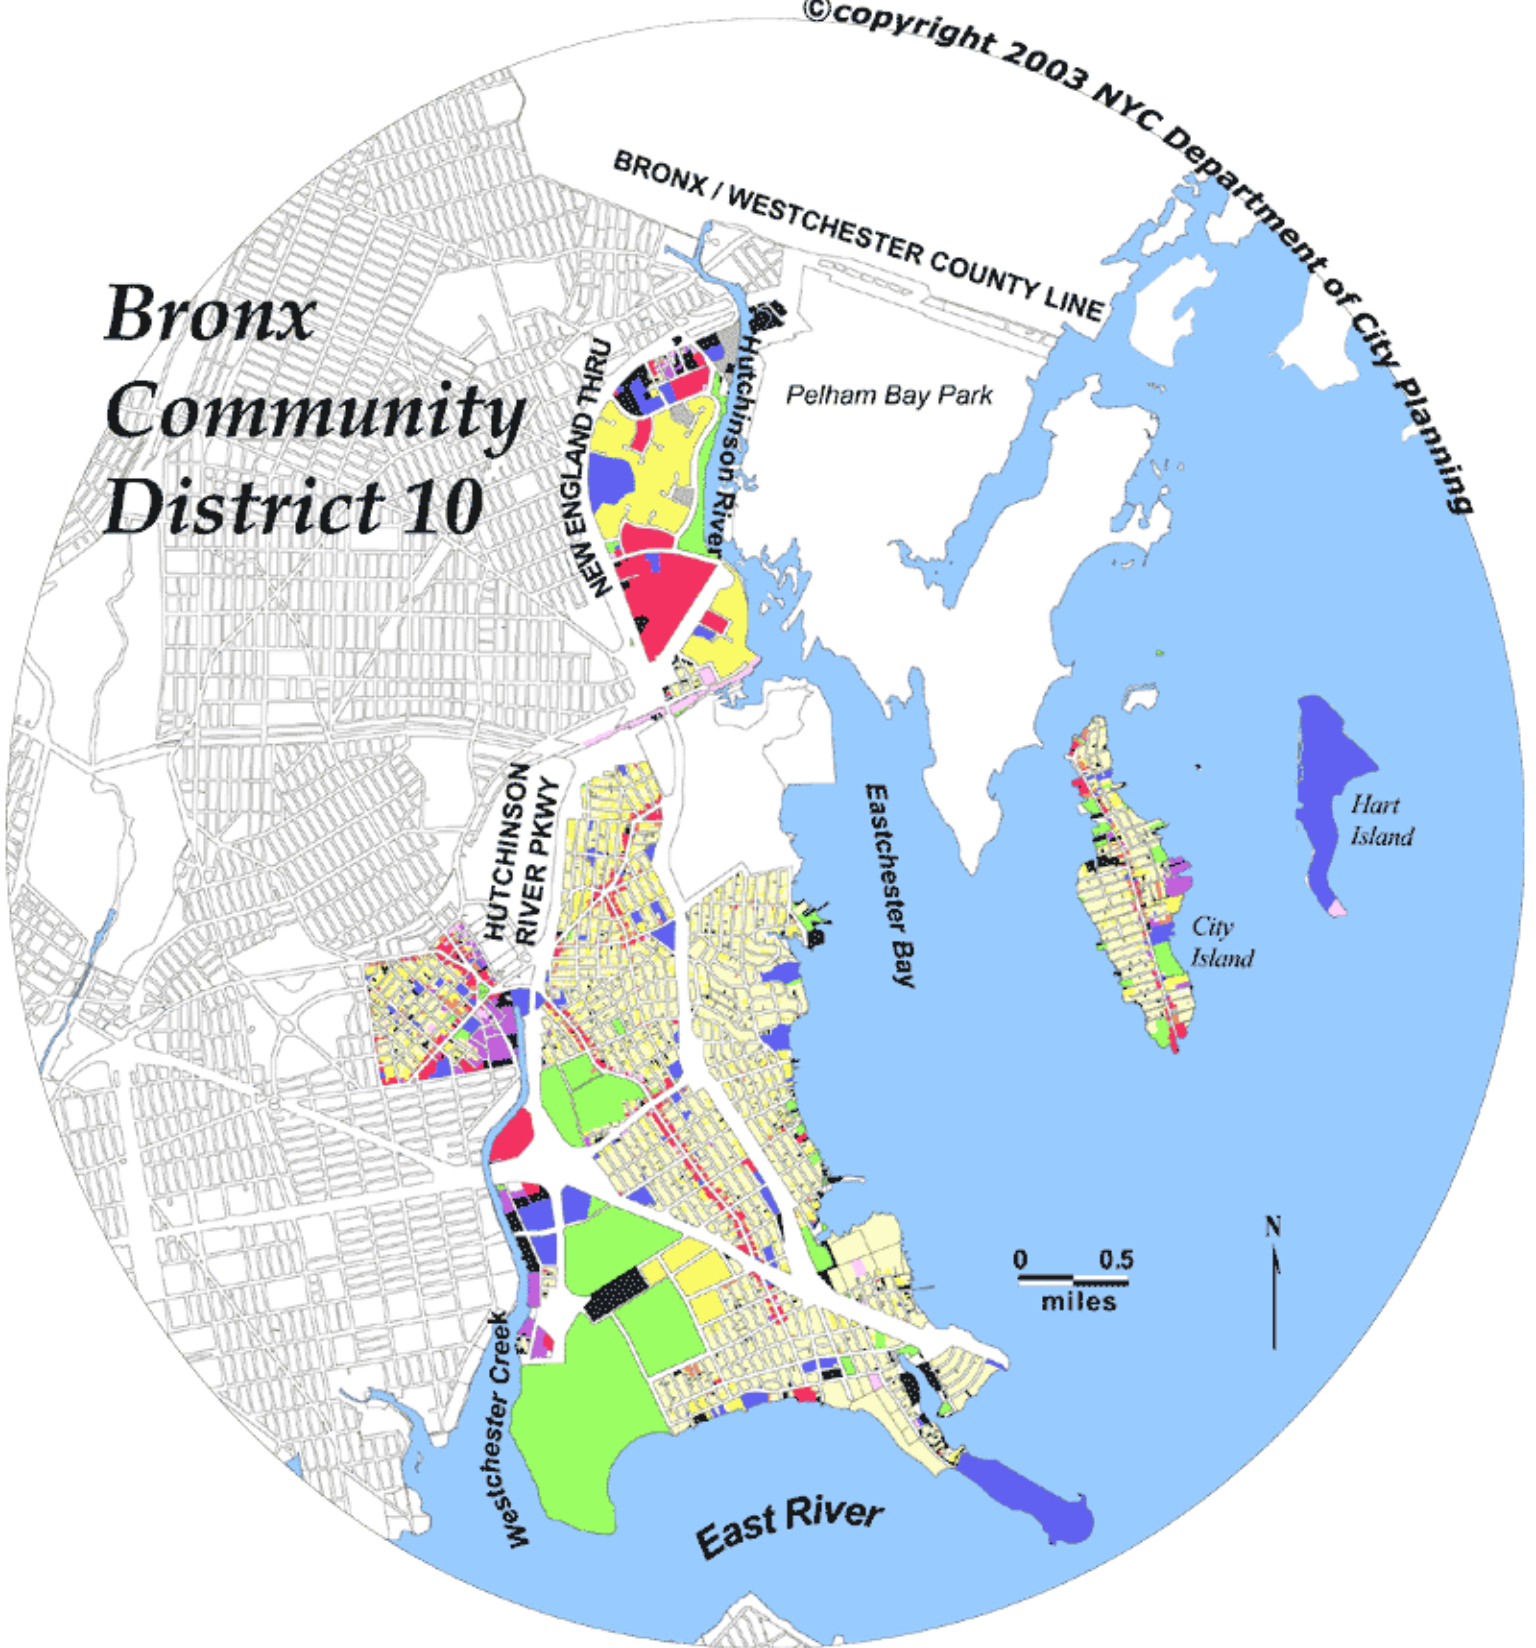 ©copyright 2003 NYC Department of City Planning
BRONX / WESTCHESTER COUNTY LINE
Bronx
Community
District 10
NEW ENGLAND THRU
Hutchinson River
Pelham Bay Park
HUTCHINSON
RIVER PKWY
Eastchester Bay
Hart
Island
City
Island
N
0 0.5
miles
Westchester Creek
East River